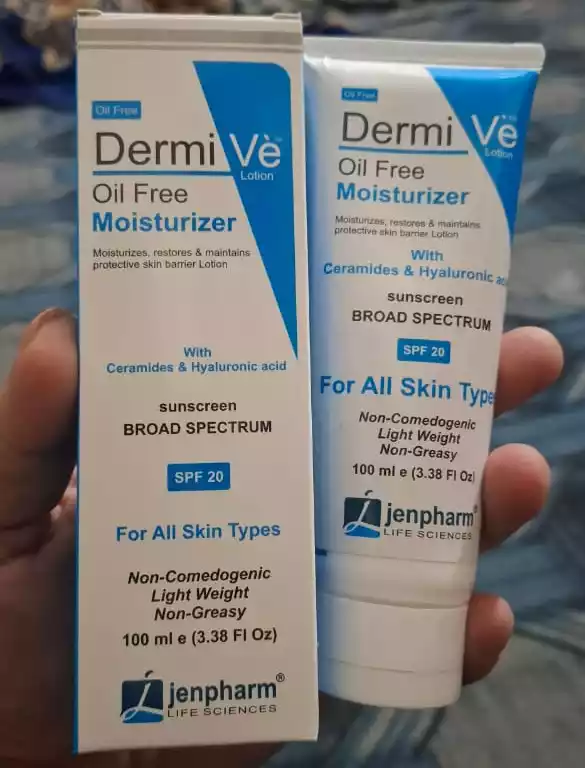 Oil Free
Dermi Vè™
Lotion
Oil Free
Moisturizer
Moisturizes, restores & maintains
protective skin barrier Lotion
With
Ceramides & Hyaluronic acid
sunscreen
BROAD SPECTRUM
SPF 20
For All Skin Types
Non-Comedogenic
Light Weight
Non-Greasy
100 ml e (3.38 Fl Oz)
jenpharm®
LIFE SCIENCES
Oil Free
Dermi Vè
Lotion
Oil Free
Moisturizer
Moisturizes, restores & maintains
protective skin barrier Lotion
With
Ceramides & Hyaluronic ac
sunscreen
BROAD SPECTRUM
SPF 20
For All Skin Type
Non-Comedogenic
Light Weight
Non-Greasy
100 ml e (3.38 Fl Oz)
jenpharm®
LIFE SCIENCES